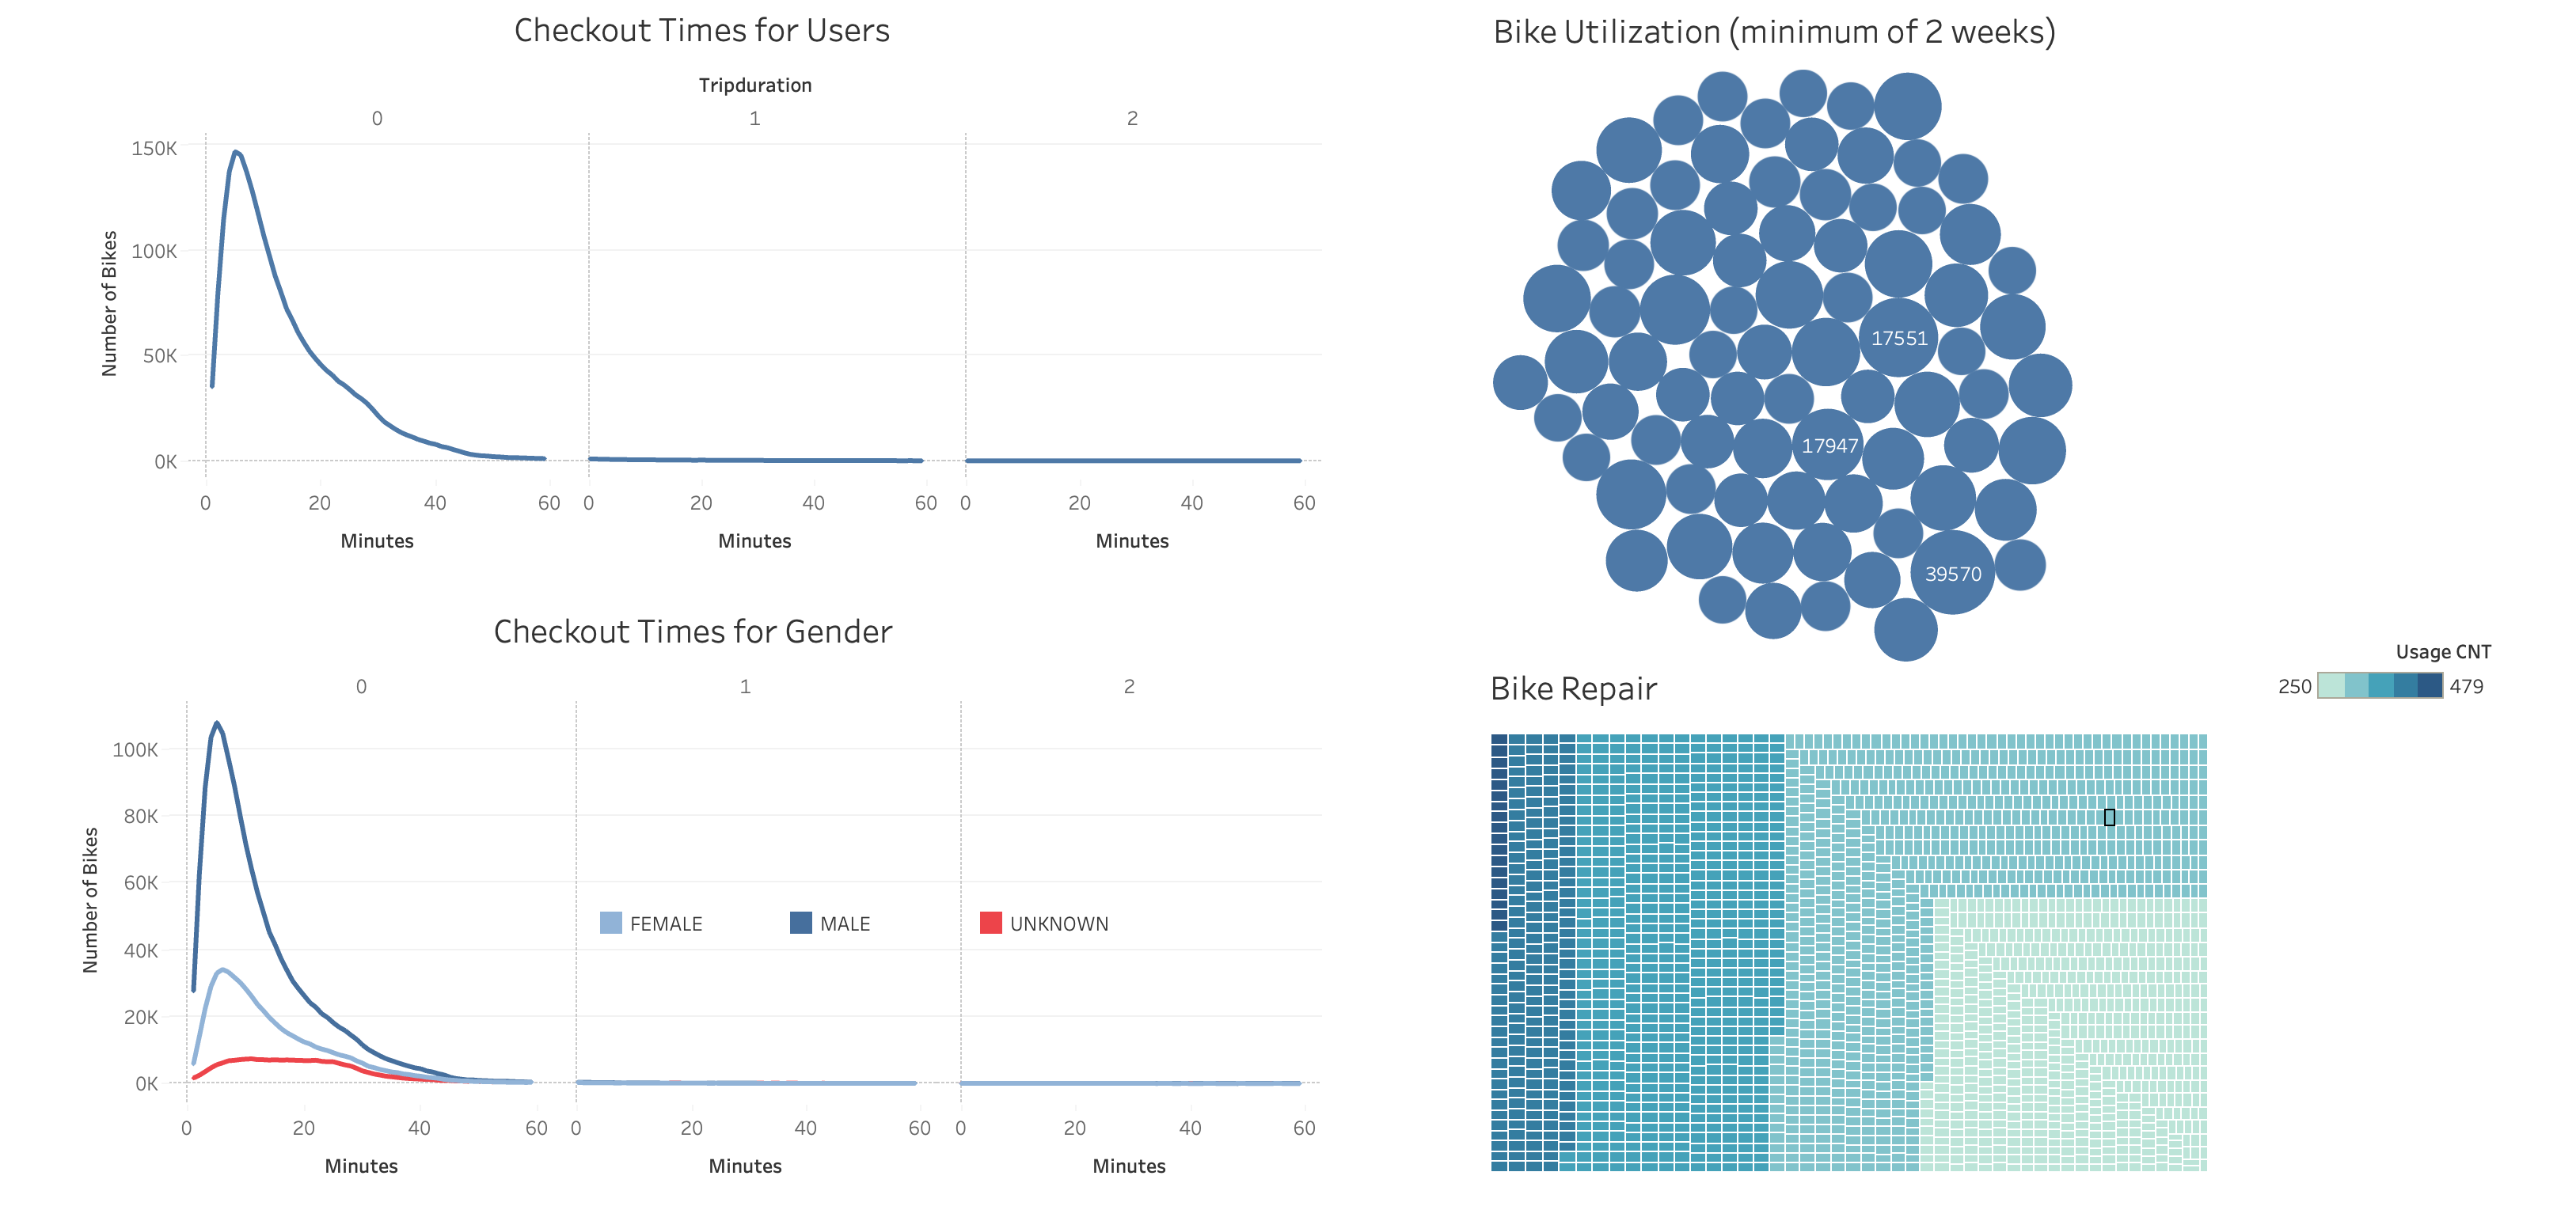 Checkout Times for Users
Tripduration
0 1 2
150K
100K
50K
0K
Number of Bikes
0 20 40 60 0 20 40 60 0 20 40 60
Minutes Minutes Minutes
Checkout Times for Gender
0 1 2
100K
80K
60K
40K
20K
0K
Number of Bikes
FEMALE MALE UNKNOWN
0 20 40 60 0 20 40 60 0 20 40 60
Minutes Minutes Minutes
Bike Utilization (minimum of 2 weeks)
17551
17947
39570
Usage CNT
250 479
Bike Repair